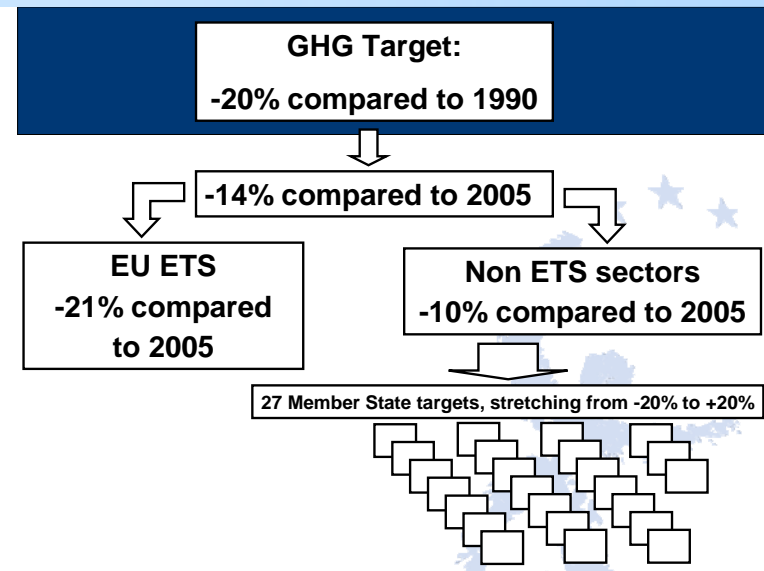 GHG Target:
-20% compared to 1990
-14% compared to 2005
EU ETS
-21% compared
to 2005
Non ETS sectors
-10% compared to 2005
27 Member State targets, stretching from -20% to +20%